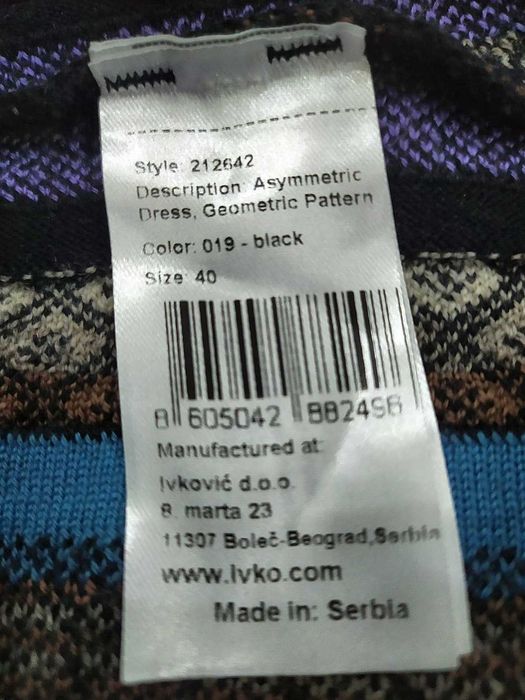 Style: 212642
Description: Asymmetric
Dress, Geometric Pattern
Color: 019 - black
Size: 40
8 605042 882498
Manufactured at:
Ivković d.o.o.
8. marta 23
11307 Boleč-Beograd,Serbia
www.Ivko.com
Made in: Serbia